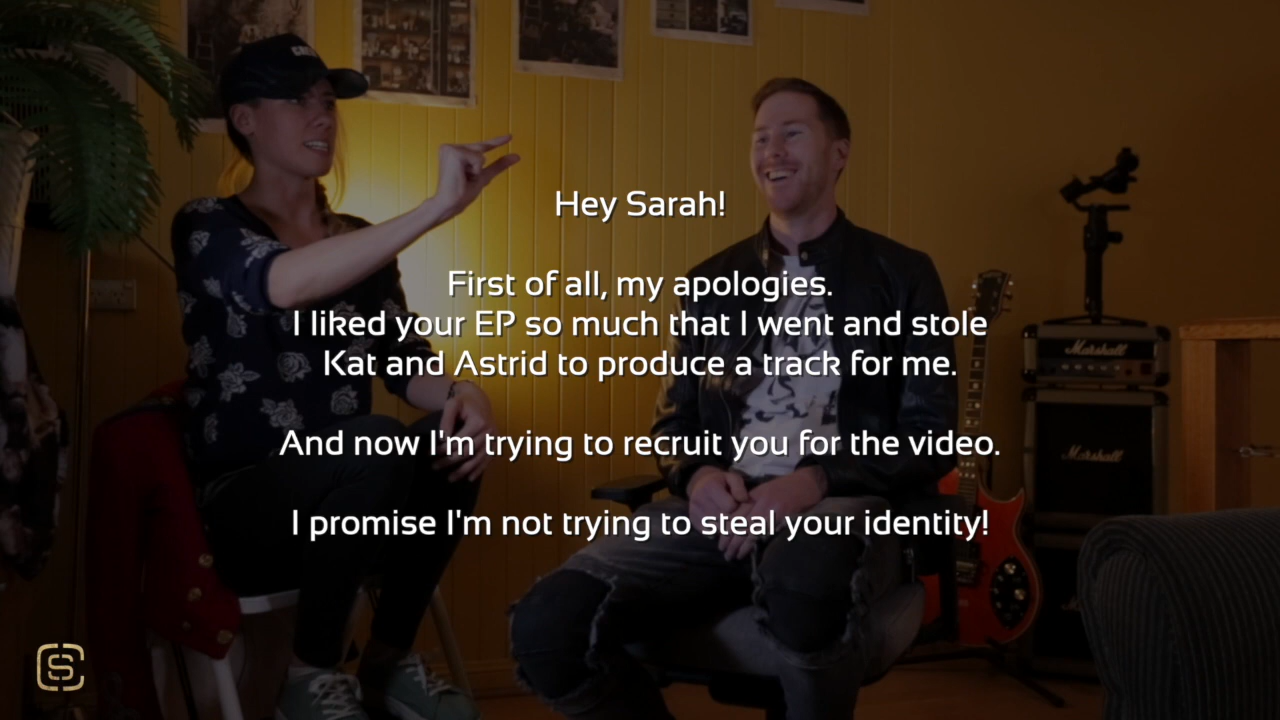 Hey Sarah!
First of all, my apologies.
I liked your EP so much that I went and stole
Kat and Astrid to produce a track for me.
And now I'm trying to recruit you for the video.
I promise I'm not trying to steal your identity!
Marshall
Marshall